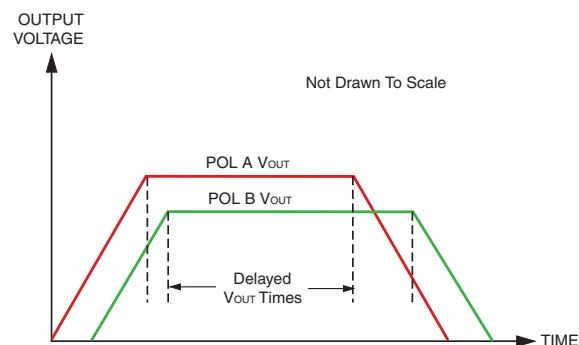 OUTPUT
VOLTAGE
Not Drawn To Scale
POL A VOUT
POL B VOUT
Delayed
VOUT Times
TIME